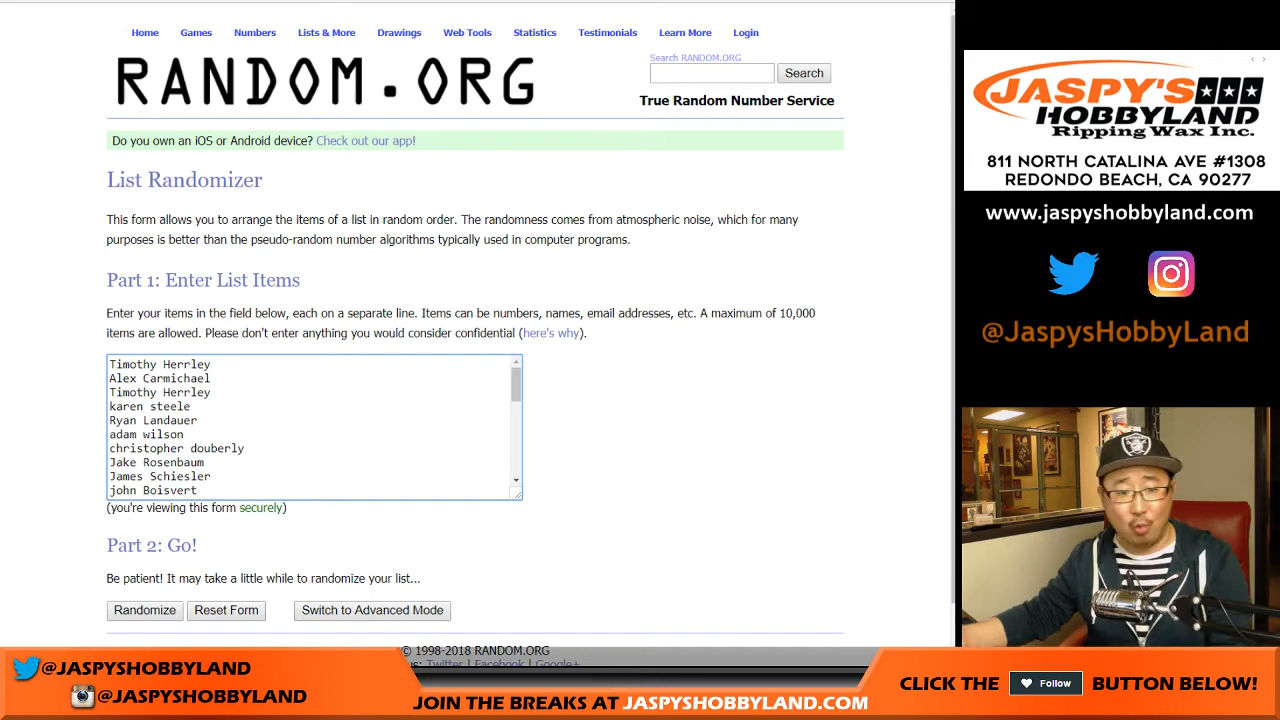 Home Games Numbers Lists & More Drawings Web Tools Statistics Testimonials Learn More Login
RANDOM.ORG
Search RANDOM.ORG
Search
True Random Number Service
Do you own an iOS or Android device? Check out our app!
List Randomizer
This form allows you to arrange the items of a list in random order. The randomness comes from atmospheric noise, which for many
purposes is better than the pseudo-random number algorithms typically used in computer programs.
Part 1: Enter List Items
Enter your items in the field below, each on a separate line. Items can be numbers, names, email addresses, etc. A maximum of 10,000
items are allowed. Please don't enter anything you would consider confidential (here's why).
Timothy Herrley
Alex Carmichael
Timothy Herrley
karen steele
Ryan Landauer
adam wilson
christopher douberly
Jake Rosenbaum
James Schiesler
john Boisvert
(you're viewing this form securely)
Part 2: Go!
Be patient! It may take a little while to randomize your list...
Randomize Reset Form Switch to Advanced Mode
© 1998-2018 RANDOM.ORG
Twitter | Facebook | Google+
JASPY'S
HOBBYLAND
Ripping Wax Inc.
811 NORTH CATALINA AVE #1308
REDONDO BEACH, CA 90277
www.jaspyshobbyland.com
@JaspysHobbyLand
@JASPYSHOBBYLAND
@JASPYSHOBBYLAND
JOIN THE BREAKS AT JASPYSHOBBYLAND.COM
CLICK THE Follow BUTTON BELOW!